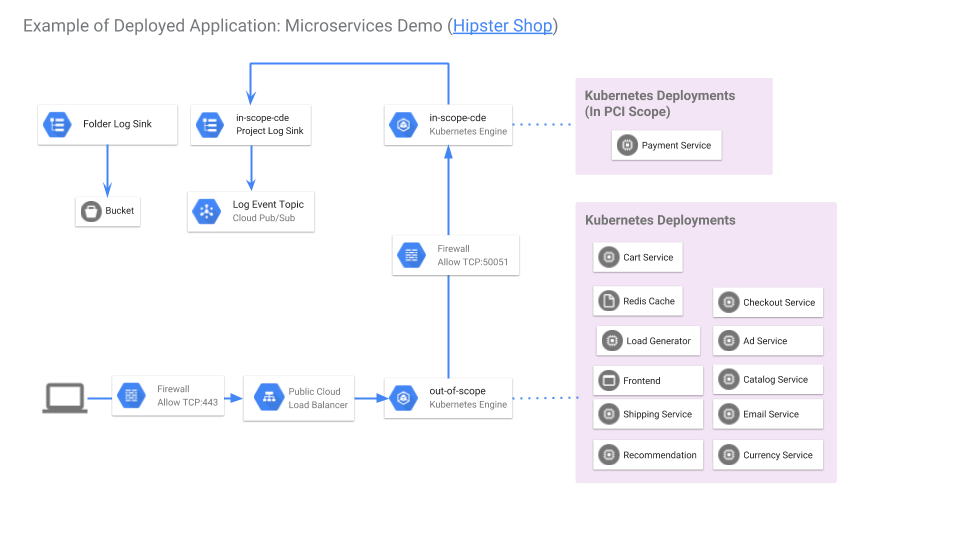 Example of Deployed Application: Microservices Demo (Hipster Shop)
Folder Log Sink
Bucket
in-scope-cde
Project Log Sink
Log Event Topic
Cloud Pub/Sub
in-scope-cde
Kubernetes Engine
Kubernetes Deployments
(In PCI Scope)
Payment Service
Firewall
Allow TCP:50051
Firewall
Allow TCP:443
Public Cloud
Load Balancer
out-of-scope
Kubernetes Engine
Kubernetes Deployments
Cart Service
Redis Cache
Checkout Service
Load Generator
Ad Service
Frontend
Catalog Service
Shipping Service
Email Service
Recommendation
Currency Service